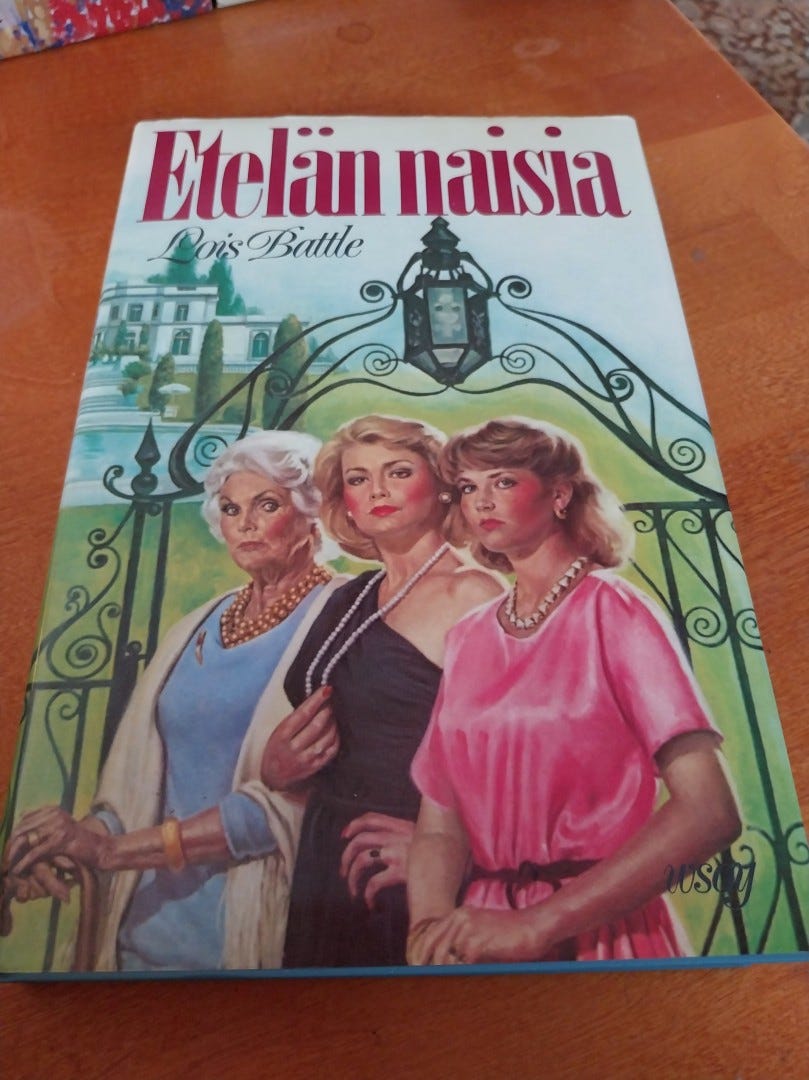 Etelän naisia
Lois Battle
wsoy